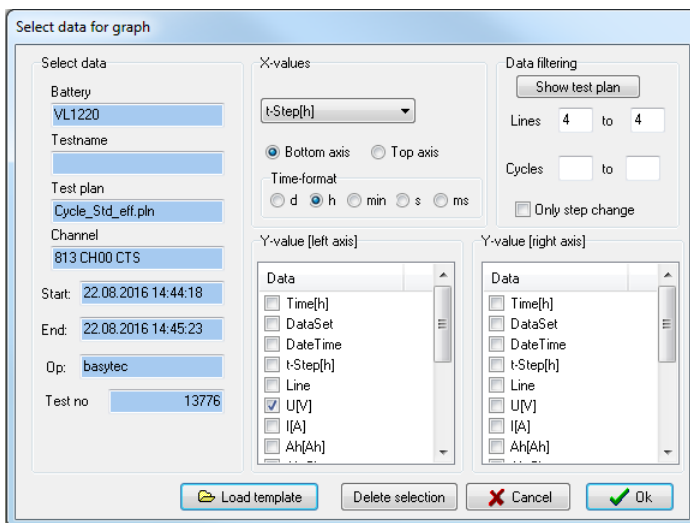 Select data for graph
Select data
Battery
VL1220
Testname
Test plan
Cycle_Std_eff.pln
Channel
813 CH00 CTS
Start: 22.08.2016 14:44:18
End: 22.08.2016 14:45:23
Op: basytec
Test no 13776
X-values
t-Step[h]
Bottom axis Top axis
Time-format
d h min s ms
Data filtering
Show test plan
Lines 4 to 4
Cycles to
Only step change
Y-value [left axis]
Data
Time[h]
DataSet
DateTime
t-Step[h]
Line
U[V]
I[A]
Ah[Ah]
Y-value [right axis]
Data
Time[h]
DataSet
DateTime
t-Step[h]
Line
U[V]
I[A]
Ah[Ah]
Load template Delete selection Cancel Ok